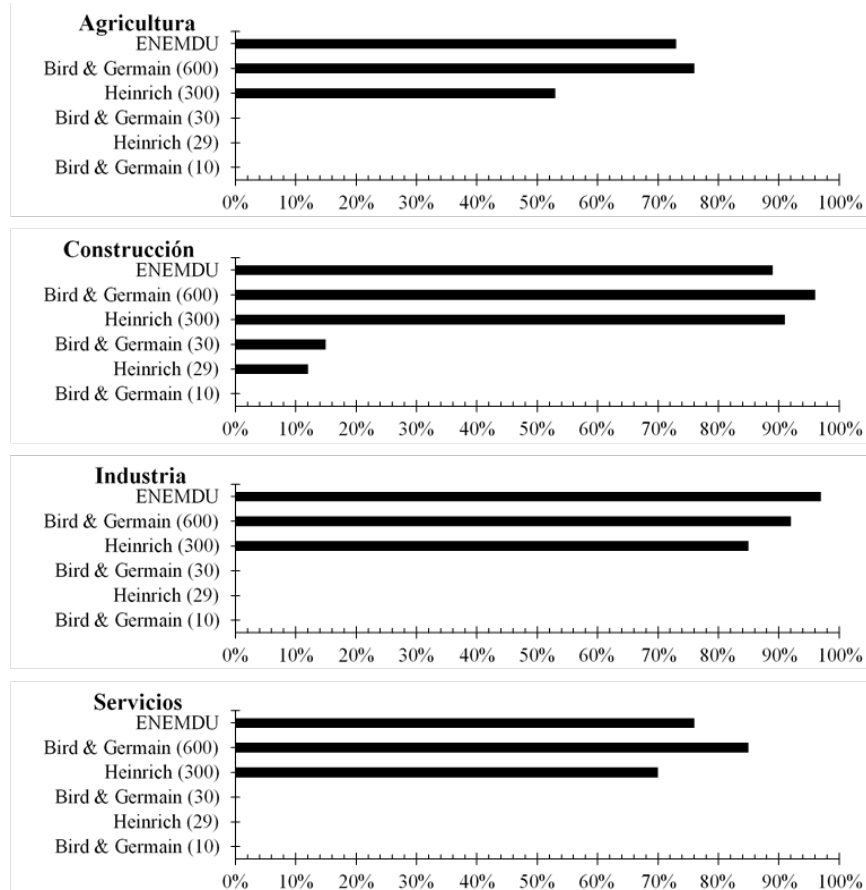 Agricultura
ENEMDU
Bird & Germain (600)
Heinrich (300)
Bird & Germain (30)
Heinrich (29)
Bird & Germain (10)
0% 10% 20% 30% 40% 50% 60% 70% 80% 90% 100%
Construcción
ENEMDU
Bird & Germain (600)
Heinrich (300)
Bird & Germain (30)
Heinrich (29)
Bird & Germain (10)
0% 10% 20% 30% 40% 50% 60% 70% 80% 90% 100%
Industria
ENEMDU
Bird & Germain (600)
Heinrich (300)
Bird & Germain (30)
Heinrich (29)
Bird & Germain (10)
0% 10% 20% 30% 40% 50% 60% 70% 80% 90% 100%
Servicios
ENEMDU
Bird & Germain (600)
Heinrich (300)
Bird & Germain (30)
Heinrich (29)
Bird & Germain (10)
0% 10% 20% 30% 40% 50% 60% 70% 80% 90% 100%